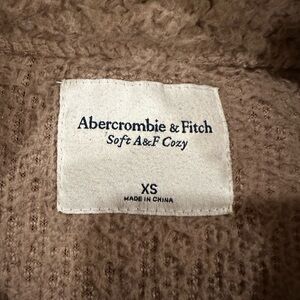 Abercrombie & Fitch
Soft A&F Cozy
XS
MADE IN CHINA